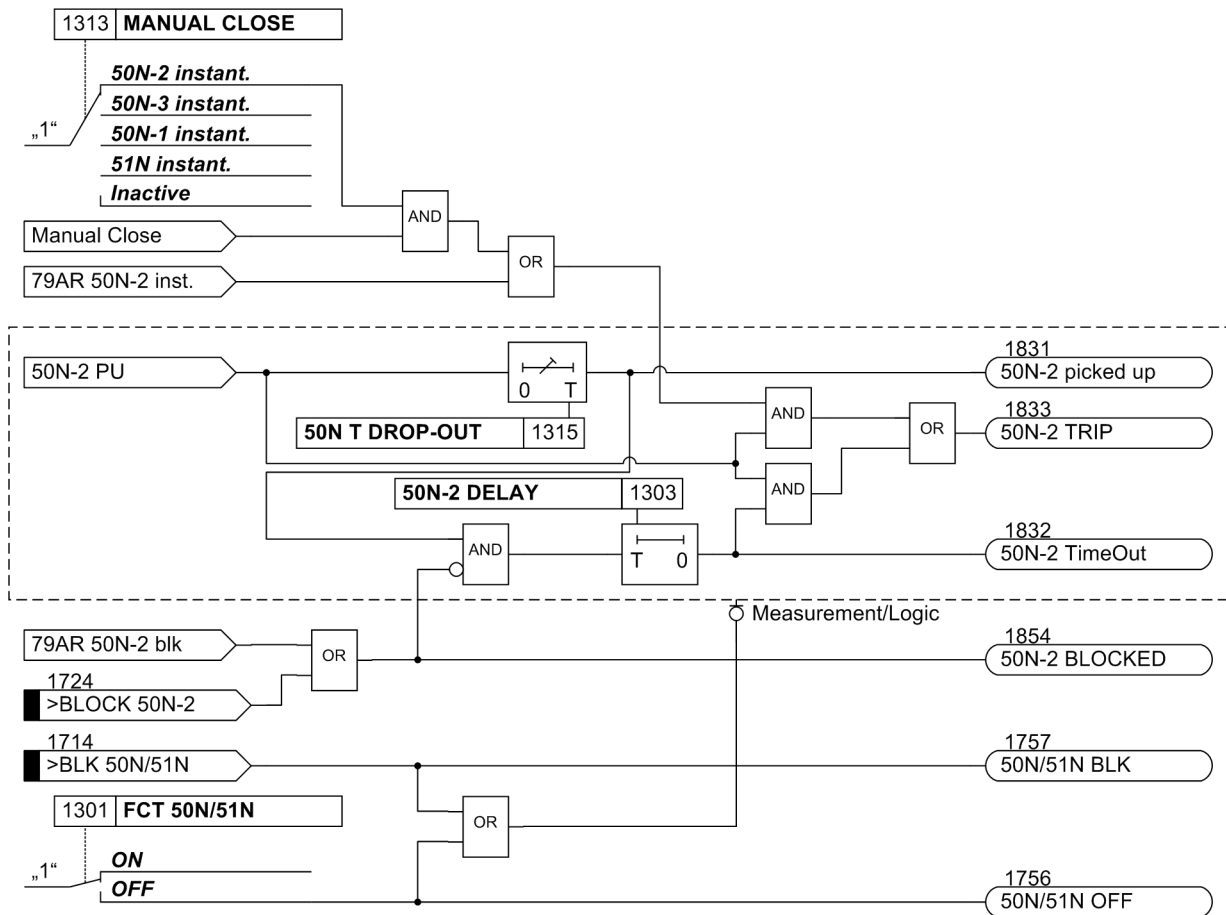 1313 MANUAL CLOSE
50N-2 instant.
50N-3 instant.
„1“
50N-1 instant.
51N instant.
Inactive
AND
Manual Close
OR
79AR 50N-2 inst.
50N-2 PU
0 T
1831
50N-2 picked up
50N T DROP-OUT 1315
AND
OR
1833
50N-2 TRIP
50N-2 DELAY 1303
AND
AND
T 0
1832
50N-2 TimeOut
Measurement/Logic
79AR 50N-2 blk
OR
1854
50N-2 BLOCKED
1724
>BLOCK 50N-2
1714
>BLK 50N/51N
1757
50N/51N BLK
1301 FCT 50N/51N
OR
„1“
ON
OFF
1756
50N/51N OFF